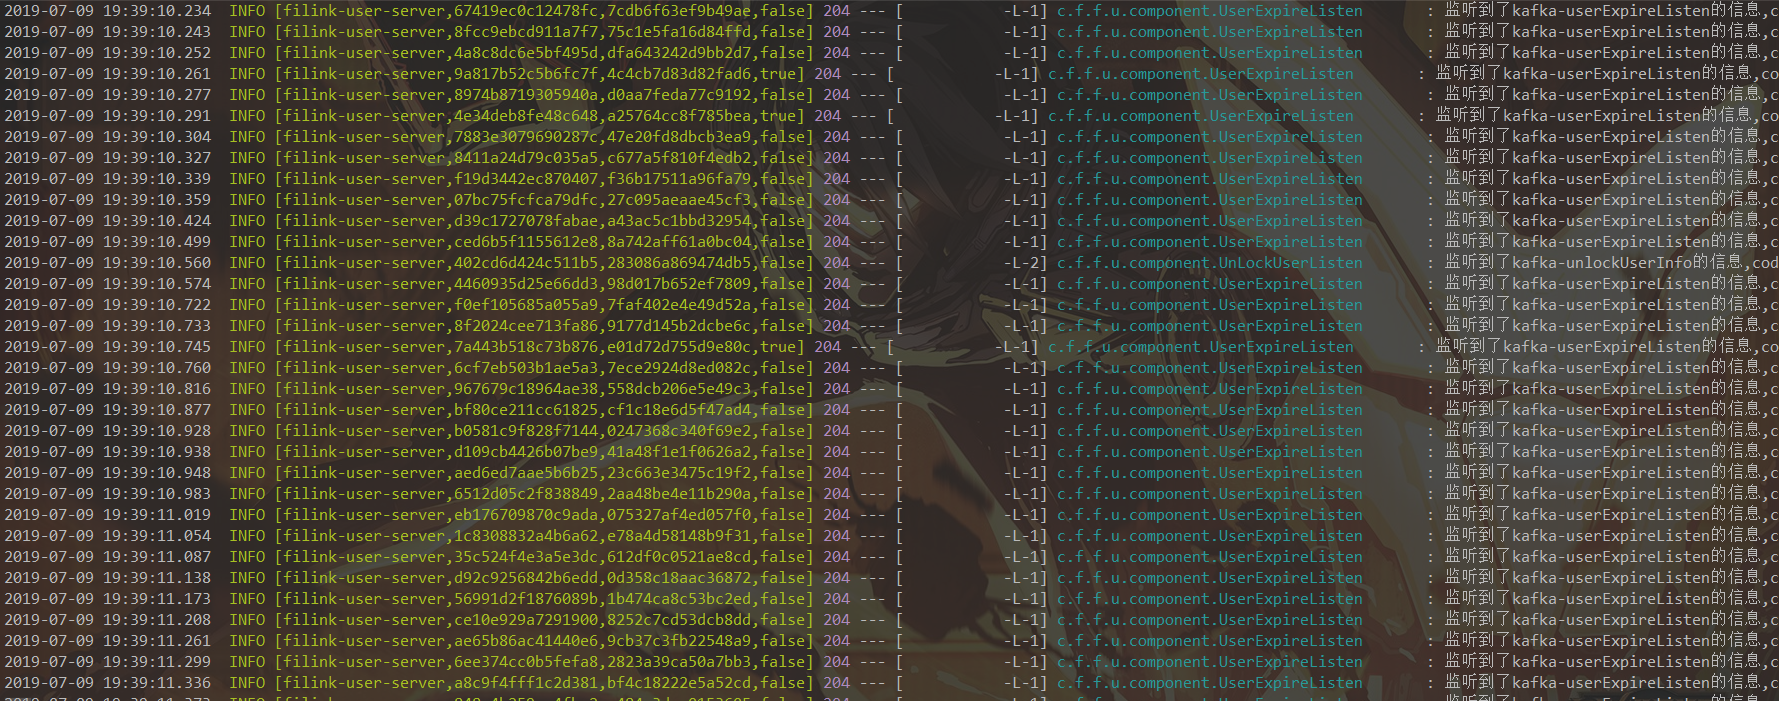 2019-07-09 19:39:10.234  INFO [filink-user-server,67419ec0c12478fc,7cdb6f63ef9b49ae,false] 204 --- [           -L-1] c.f.f.u.component.UserExpireListen       : 监听到了kafka-userExpireListen的信息,c
2019-07-09 19:39:10.243  INFO [filink-user-server,8fcc9ebcd911a7f7,75c1e5fa16d84ffd,false] 204 --- [           -L-1] c.f.f.u.component.UserExpireListen       : 监听到了kafka-userExpireListen的信息,c
2019-07-09 19:39:10.252  INFO [filink-user-server,4a8c8dc6e5bf495d,dfa643242d9bb2d7,false] 204 --- [           -L-1] c.f.f.u.component.UserExpireListen       : 监听到了kafka-userExpireListen的信息,c
2019-07-09 19:39:10.261  INFO [filink-user-server,9a817b52c5b6fc7f,4c4cb7d83d82fad6,true] 204 --- [           -L-1] c.f.f.u.component.UserExpireListen       : 监听到了kafka-userExpireListen的信息,co
2019-07-09 19:39:10.277  INFO [filink-user-server,8974b8719305940a,d0aa7feda77c9192,false] 204 --- [           -L-1] c.f.f.u.component.UserExpireListen       : 监听到了kafka-userExpireListen的信息,c
2019-07-09 19:39:10.291  INFO [filink-user-server,4e34deb8fe48c648,a25764cc8f785bea,true] 204 --- [           -L-1] c.f.f.u.component.UserExpireListen       : 监听到了kafka-userExpireListen的信息,co
2019-07-09 19:39:10.304  INFO [filink-user-server,7883e3079690287c,47e20fd8dbcb3ea9,false] 204 --- [           -L-1] c.f.f.u.component.UserExpireListen       : 监听到了kafka-userExpireListen的信息,c
2019-07-09 19:39:10.327  INFO [filink-user-server,8411a24d79c035a5,c677a5f810f4edb2,false] 204 --- [           -L-1] c.f.f.u.component.UserExpireListen       : 监听到了kafka-userExpireListen的信息,c
2019-07-09 19:39:10.339  INFO [filink-user-server,f19d3442ec870407,f36b17511a96fa79,false] 204 --- [           -L-1] c.f.f.u.component.UserExpireListen       : 监听到了kafka-userExpireListen的信息,c
2019-07-09 19:39:10.359  INFO [filink-user-server,07bc75fcfca79dfc,27c095aeaae45cf3,false] 204 --- [           -L-1] c.f.f.u.component.UserExpireListen       : 监听到了kafka-userExpireListen的信息,c
2019-07-09 19:39:10.424  INFO [filink-user-server,d39c1727078fabae,a43ac5c1bbd32954,false] 204 --- [           -L-1] c.f.f.u.component.UserExpireListen       : 监听到了kafka-userExpireListen的信息,c
2019-07-09 19:39:10.499  INFO [filink-user-server,ced6b5f1155612e8,8a742aff61a0bc04,false] 204 --- [           -L-1] c.f.f.u.component.UserExpireListen       : 监听到了kafka-userExpireListen的信息,c
2019-07-09 19:39:10.560  INFO [filink-user-server,402cd6d424c511b5,283086a869474db5,false] 204 --- [           -L-2] c.f.f.u.component.UnLockUserListen       : 监听到了kafka-unlockUserInfo的信息,cod
2019-07-09 19:39:10.574  INFO [filink-user-server,4460935d25e66dd3,98d017b652ef7809,false] 204 --- [           -L-1] c.f.f.u.component.UserExpireListen       : 监听到了kafka-userExpireListen的信息,c
2019-07-09 19:39:10.722  INFO [filink-user-server,f0ef105685a055a9,7faf402e4e49d52a,false] 204 --- [           -L-1] c.f.f.u.component.UserExpireListen       : 监听到了kafka-userExpireListen的信息,c
2019-07-09 19:39:10.733  INFO [filink-user-server,8f2024cee713fa86,9177d145b2dcbe6c,false] 204 --- [           -L-1] c.f.f.u.component.UserExpireListen       : 监听到了kafka-userExpireListen的信息,c
2019-07-09 19:39:10.745  INFO [filink-user-server,7a443b518c73b876,e01d72d755d9e80c,true] 204 --- [           -L-1] c.f.f.u.component.UserExpireListen       : 监听到了kafka-userExpireListen的信息,co
2019-07-09 19:39:10.760  INFO [filink-user-server,6cf7eb503b1ae5a3,7ece2924d8ed082c,false] 204 --- [           -L-1] c.f.f.u.component.UserExpireListen       : 监听到了kafka-userExpireListen的信息,c
2019-07-09 19:39:10.816  INFO [filink-user-server,967679c18964ae38,558dcb206e5e49c3,false] 204 --- [           -L-1] c.f.f.u.component.UserExpireListen       : 监听到了kafka-userExpireListen的信息,c
2019-07-09 19:39:10.877  INFO [filink-user-server,bf80ce211cc61825,cf1c18e6d5f47ad4,false] 204 --- [           -L-1] c.f.f.u.component.UserExpireListen       : 监听到了kafka-userExpireListen的信息,c
2019-07-09 19:39:10.928  INFO [filink-user-server,b0581c9f828f7144,0247368c340f69e2,false] 204 --- [           -L-1] c.f.f.u.component.UserExpireListen       : 监听到了kafka-userExpireListen的信息,c
2019-07-09 19:39:10.938  INFO [filink-user-server,d109cb4426b07be9,41a48f1e1f0626a2,false] 204 --- [           -L-1] c.f.f.u.component.UserExpireListen       : 监听到了kafka-userExpireListen的信息,c
2019-07-09 19:39:10.948  INFO [filink-user-server,aed6ed7aae5b6b25,23c663e3475c19f2,false] 204 --- [           -L-1] c.f.f.u.component.UserExpireListen       : 监听到了kafka-userExpireListen的信息,c
2019-07-09 19:39:10.983  INFO [filink-user-server,6512d05c2f838849,2aa48be4e11b290a,false] 204 --- [           -L-1] c.f.f.u.component.UserExpireListen       : 监听到了kafka-userExpireListen的信息,c
2019-07-09 19:39:11.019  INFO [filink-user-server,eb176709870c9ada,075327af4ed057f0,false] 204 --- [           -L-1] c.f.f.u.component.UserExpireListen       : 监听到了kafka-userExpireListen的信息,c
2019-07-09 19:39:11.054  INFO [filink-user-server,1c8308832a4b6a62,e78a4d58148b9f31,false] 204 --- [           -L-1] c.f.f.u.component.UserExpireListen       : 监听到了kafka-userExpireListen的信息,c
2019-07-09 19:39:11.087  INFO [filink-user-server,35c524f4e3a5e3dc,612df0c0521ae8cd,false] 204 --- [           -L-1] c.f.f.u.component.UserExpireListen       : 监听到了kafka-userExpireListen的信息,c
2019-07-09 19:39:11.138  INFO [filink-user-server,d92c9256842b6edd,0d358c18aac36872,false] 204 --- [           -L-1] c.f.f.u.component.UserExpireListen       : 监听到了kafka-userExpireListen的信息,c
2019-07-09 19:39:11.173  INFO [filink-user-server,56991d2f1876089b,1b474ca8c53bc2ed,false] 204 --- [           -L-1] c.f.f.u.component.UserExpireListen       : 监听到了kafka-userExpireListen的信息,c
2019-07-09 19:39:11.208  INFO [filink-user-server,ce10e929a7291900,8252c7cd53dcb8dd,false] 204 --- [           -L-1] c.f.f.u.component.UserExpireListen       : 监听到了kafka-userExpireListen的信息,c
2019-07-09 19:39:11.261  INFO [filink-user-server,ae65b86ac41440e6,9cb37c3fb22548a9,false] 204 --- [           -L-1] c.f.f.u.component.UserExpireListen       : 监听到了kafka-userExpireListen的信息,c
2019-07-09 19:39:11.299  INFO [filink-user-server,6ee374cc0b5fefa8,2823a39ca50a7bb3,false] 204 --- [           -L-1] c.f.f.u.component.UserExpireListen       : 监听到了kafka-userExpireListen的信息,c
2019-07-09 19:39:11.336  INFO [filink-user-server,a8c9f4fff1c2d381,bf4c18222e5a52cd,false] 204 --- [           -L-1] c.f.f.u.component.UserExpireListen       : 监听到了kafka-userExpireListen的信息,c